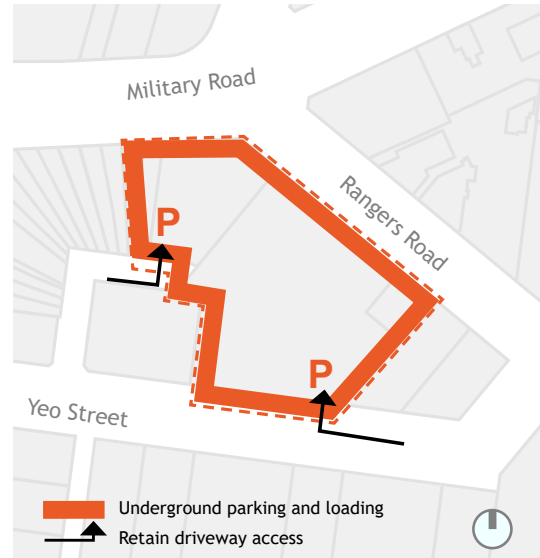 Military Road
Rangers Road
P
P
Yeo Street
Underground parking and loading
Retain driveway access